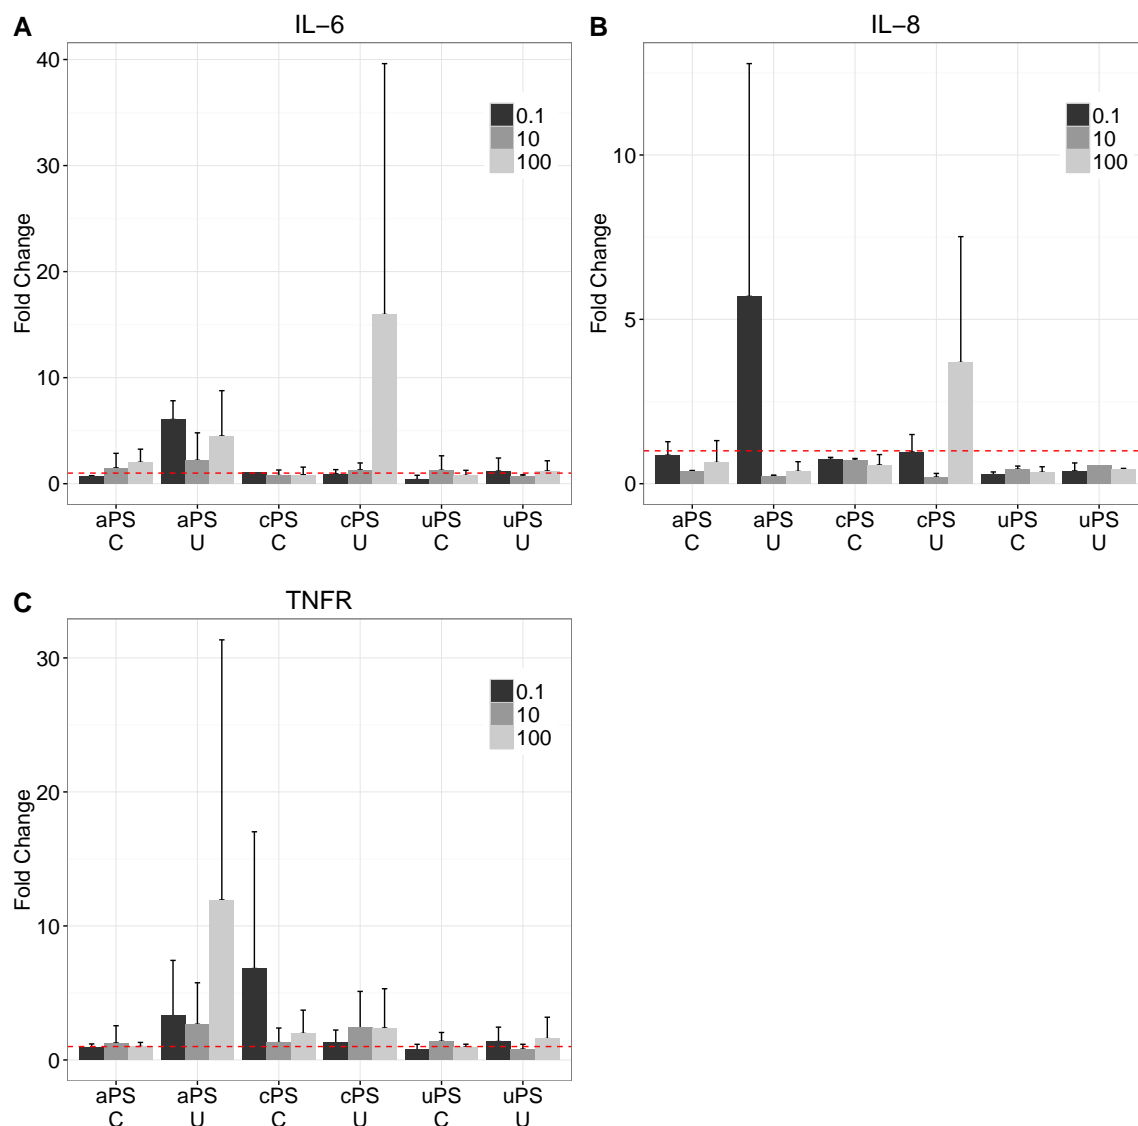 A
IL−6
Fold Change
40
30
20
10
0
0.1
10
100
aPS aPS cPS cPS uPS uPS
C U C U C U
B
IL−8
Fold Change
10
5
0
0.1
10
100
aPS aPS cPS cPS uPS uPS
C U C U C U
C
TNFR
Fold Change
30
20
10
0
0.1
10
100
aPS aPS cPS cPS uPS uPS
C U C U C U